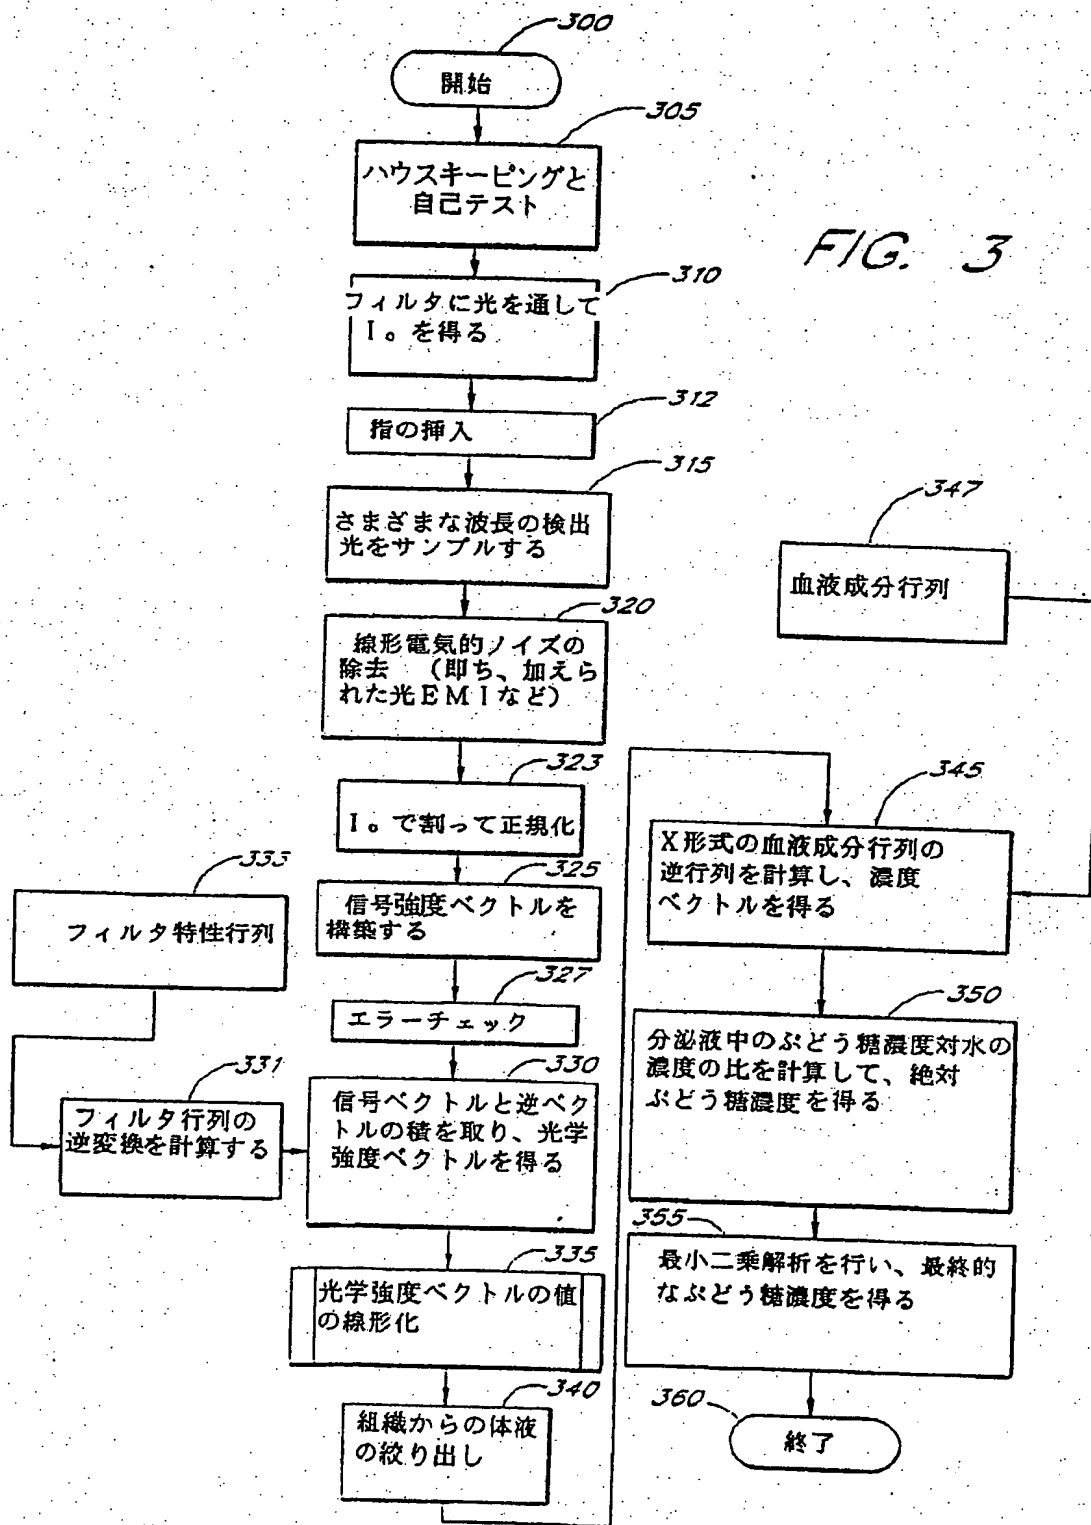 300
開始
305
ハウスキーピングと
自己テスト
FIG. 3
310
フィルタに光を通して
I。を得る
312
指の挿入
315
さまざまな波長の検出
光をサンプルする
320
線形電気的ノイズの
除去 (即ち、加えら
れた光EMIなど)
323
I。で割って正規化
325
信号強度ベクトルを
構築する
327
エラーチェック
333
フィルタ特性行列
331
フィルタ行列の
逆変換を計算する
330
信号ベクトルと逆ベク
トルの積を取り、光学
強度ベクトルを得る
335
光学強度ベクトルの値
の線形化
340
組織からの体液
の絞り出し
347
血液成分行列
345
X形式の血液成分行列の
逆行列を計算し、濃度
ベクトルを得る
350
分泌液中のぶどう糖濃度対水の
濃度の比を計算して、絶対
ぶどう糖濃度を得る
355
最小二乗解析を行い、最終的
なぶどう糖濃度を得る
360
終了